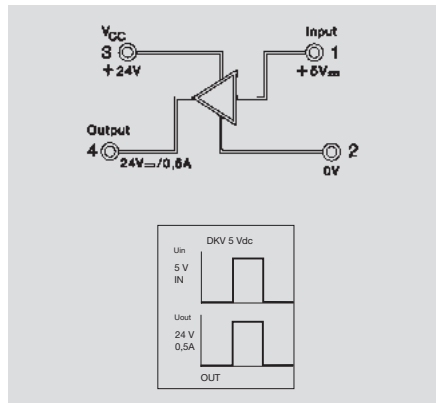 VCC
3
+24V
Input
1
+5V
Output
4
24V⎓/0,5A
2
0V
DKV 5 Vdc
Uin
5 V
IN
Uout
24 V
0,5A
OUT